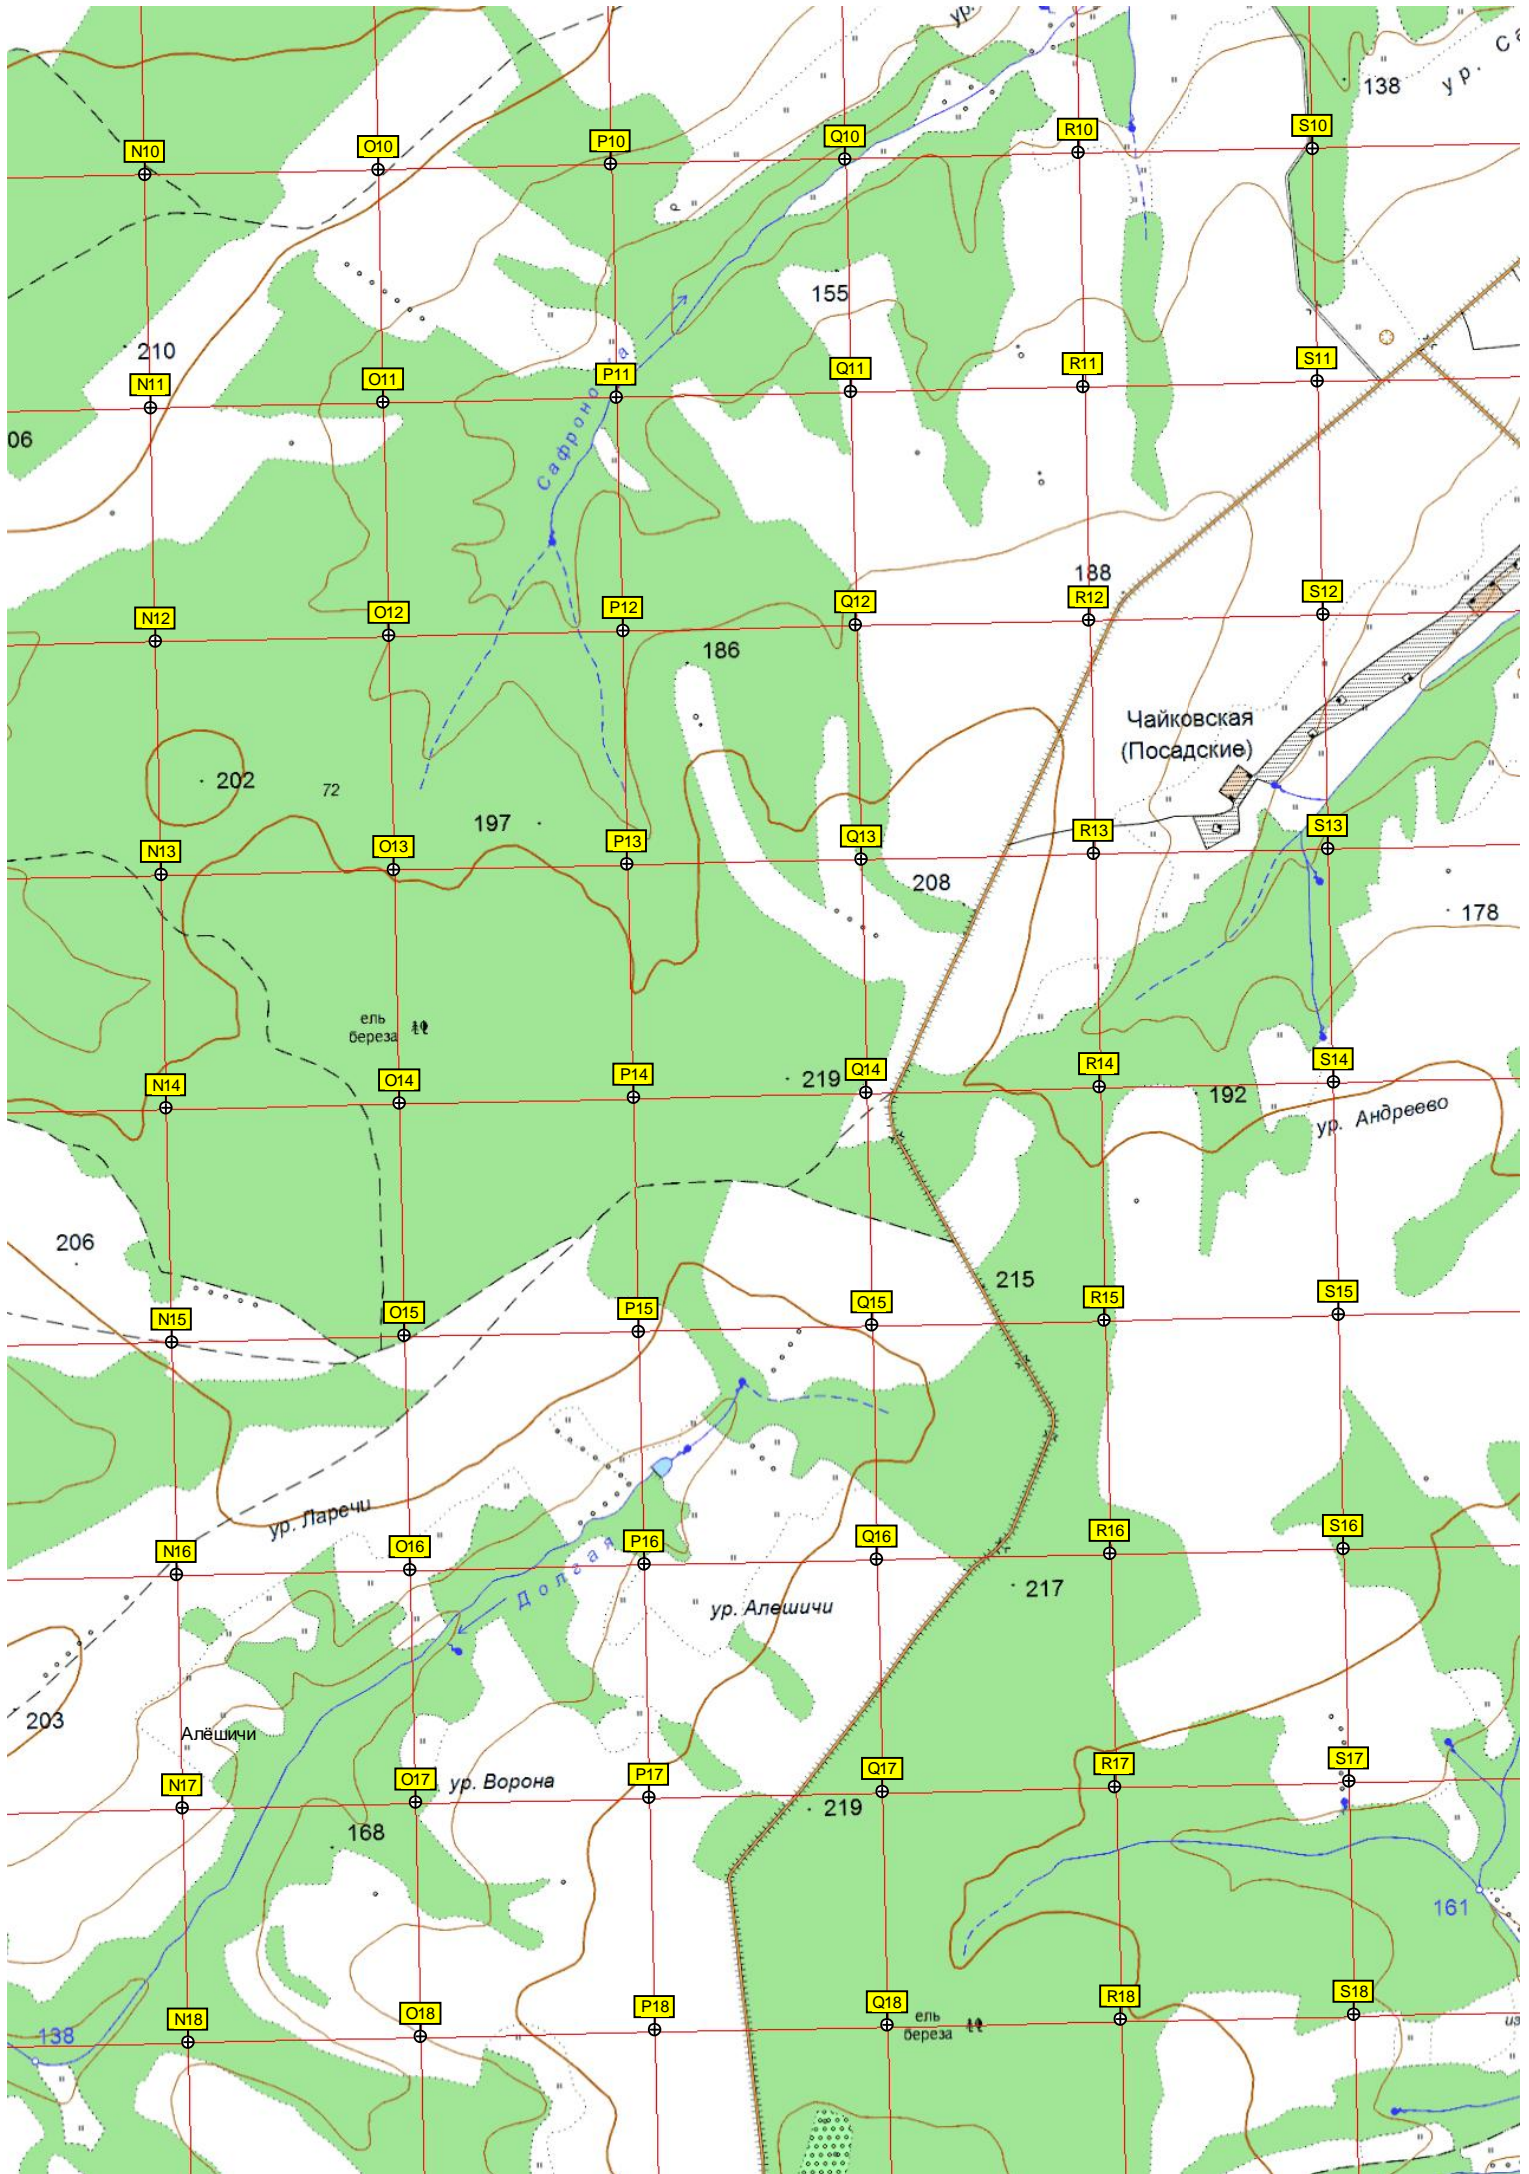 ур.
138
ур. Са
N10
O10
P10
Q10
R10
S10
155
210
N11
O11
P11
Q11
R11
S11
06
188
N12
O12
P12
Q12
R12
S12
186
Чайковская
(Посадские)
202
72
197
N13
O13
P13
Q13
R13
S13
208
178
ель
береза
N14
O14
P14
219
Q14
R14
S14
192
ур. Андреево
206
215
N15
O15
P15
Q15
R15
S15
ур. Ларечи
N16
O16
Долгая
P16
Q16
R16
S16
217
ур. Алешичи
203
Алёшичи
N17
O17
ур. Ворона
P17
Q17
R17
S17
219
168
161
138
N18
O18
P18
Q18
R18
S18
ель
береза
из